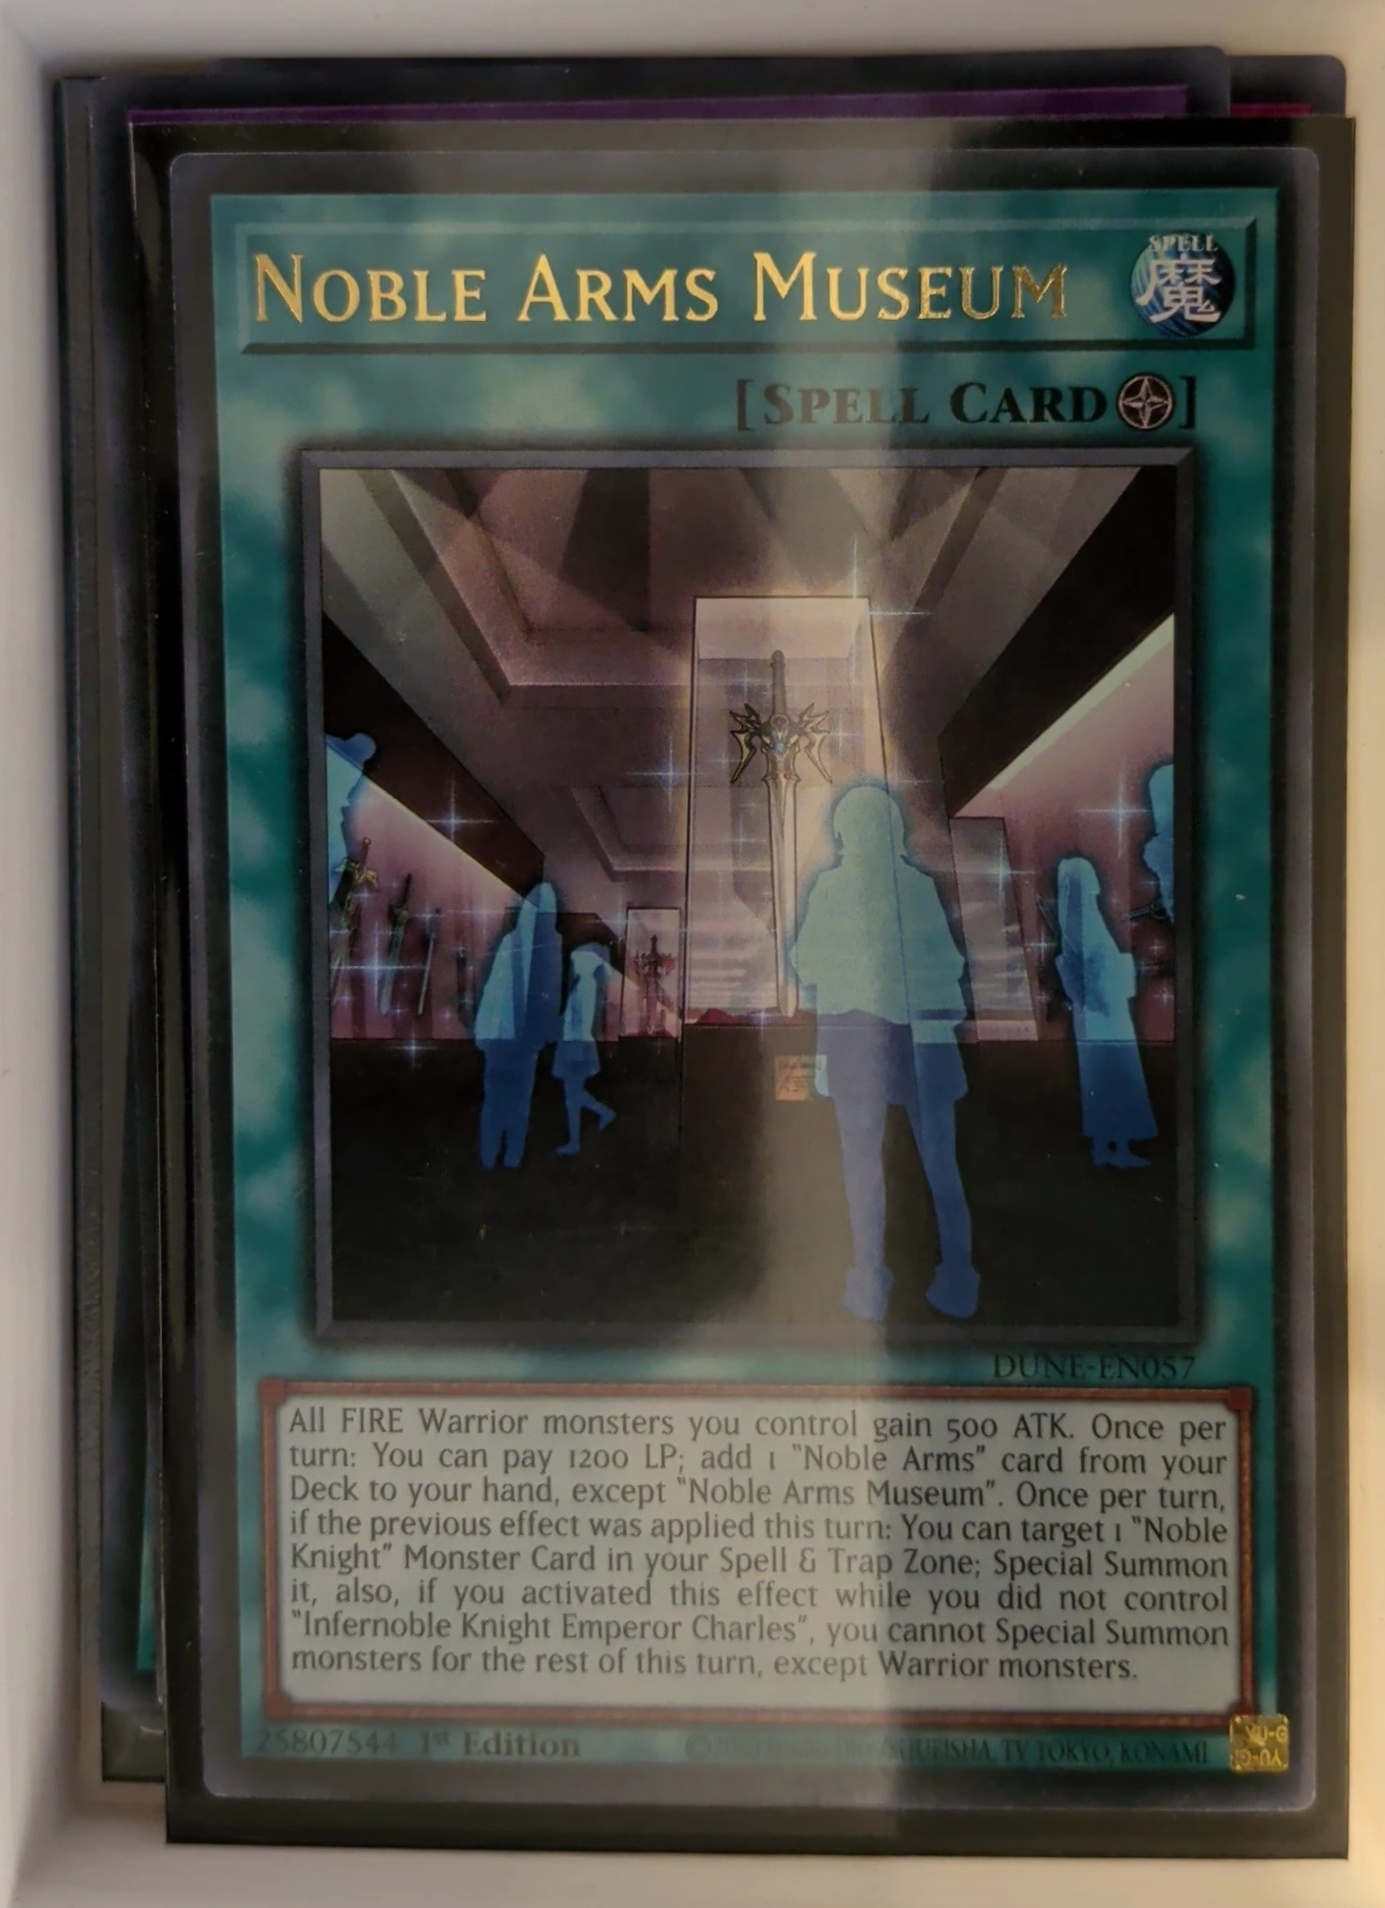 NOBLE ARMS MUSEUM
SPELL
魔
[SPELL CARD]
DUNE-EN057
All FIRE Warrior monsters you control gain 500 ATK. Once per
turn: You can pay 1200 LP; add 1 "Noble Arms" card from your
Deck to your hand, except "Noble Arms Museum". Once per turn,
if the previous effect was applied this turn: You can target 1 "Noble
Knight" Monster Card in your Spell & Trap Zone; Special Summon
it, also, if you activated this effect while you did not control
"Infernoble Knight Emperor Charles", you cannot Special Summon
monsters for the rest of this turn, except Warrior monsters.
25807544 1st Edition
SHUEISHA, TV TOKYO, KONAMI
YU-G